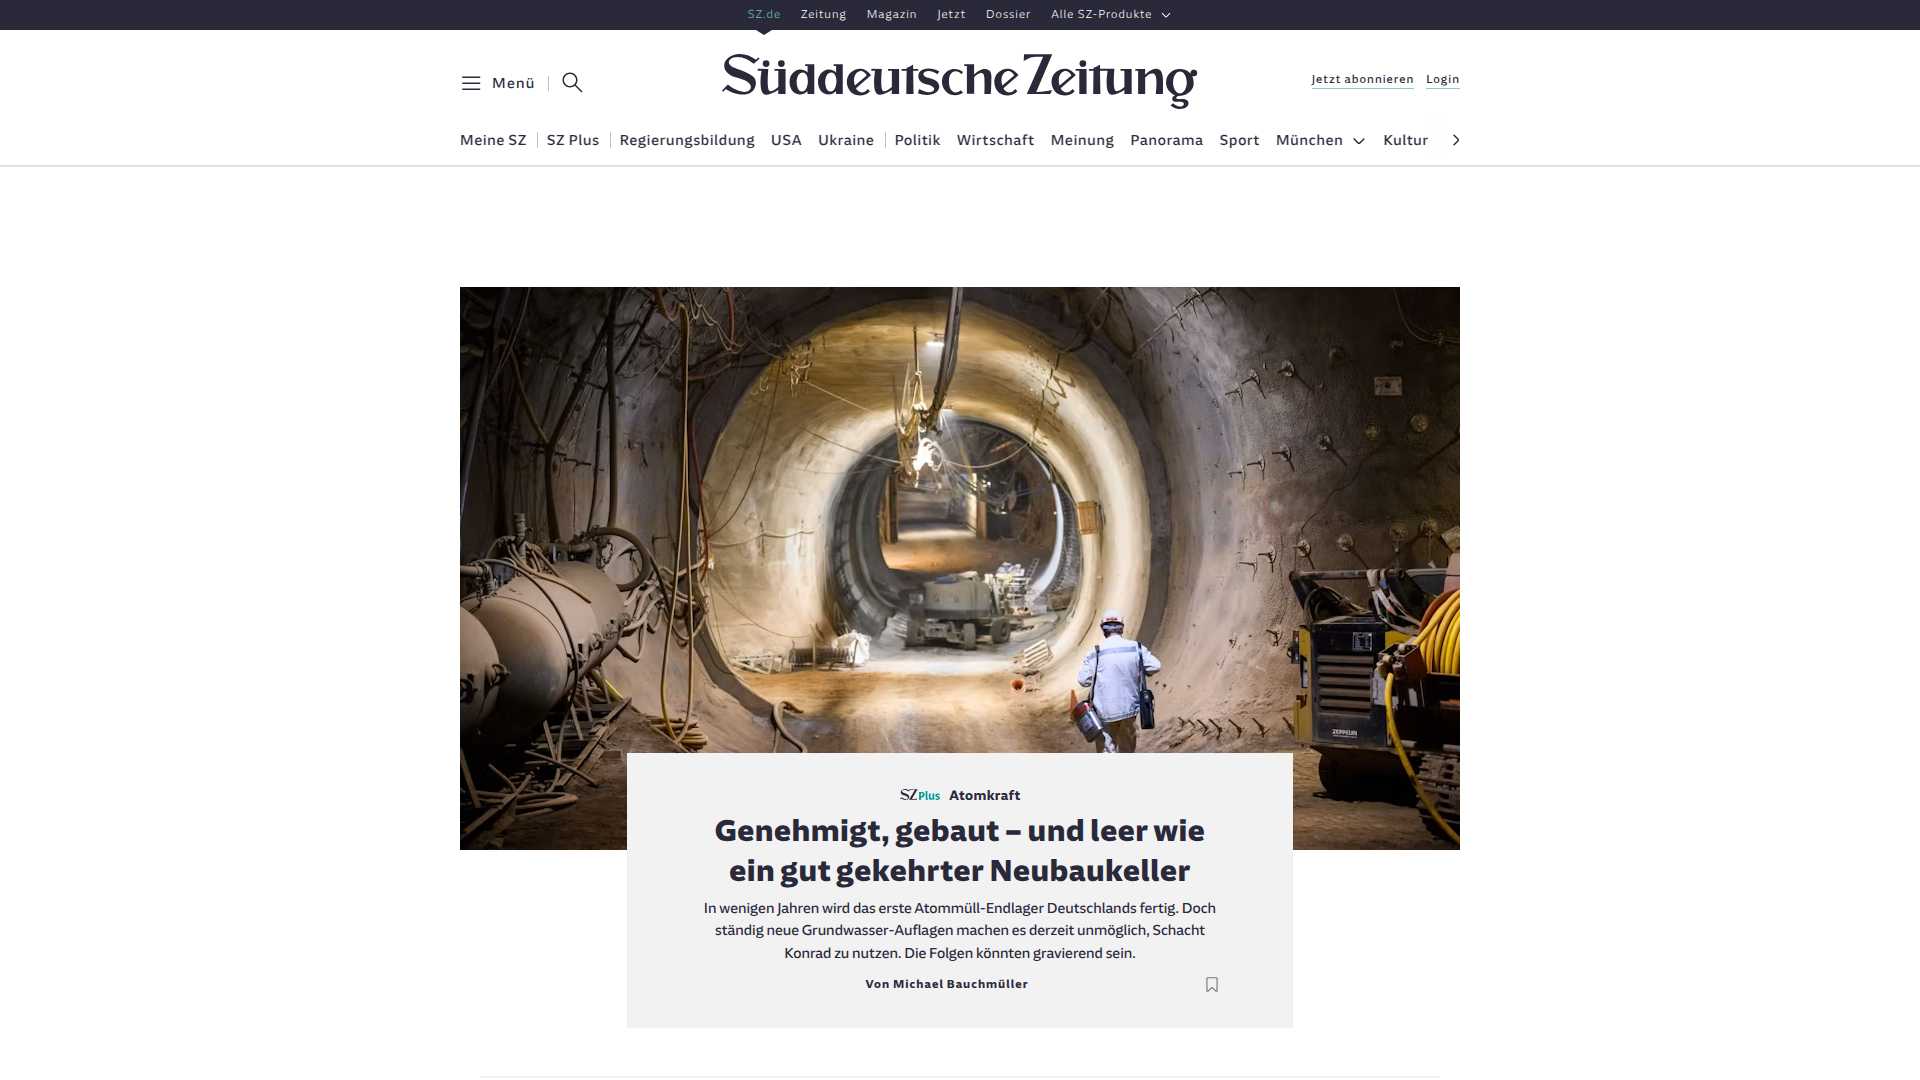 SZ.de Zeitung Magazin Jetzt Dossier Alle SZ-Produkte
Menü
Süddeutsche Zeitung
Jetzt abonnieren Login
Meine SZ SZ Plus Regierungsbildung USA Ukraine Politik Wirtschaft Meinung Panorama Sport München Kultur
ZEPPELIN
SZ Plus Atomkraft
Genehmigt, gebaut – und leer wie
ein gut gekehrter Neubaukeller
In wenigen Jahren wird das erste Atommüll-Endlager Deutschlands fertig. Doch
ständig neue Grundwasser-Auflagen machen es derzeit unmöglich, Schacht
Konrad zu nutzen. Die Folgen könnten gravierend sein.
Von Michael Bauchmüller